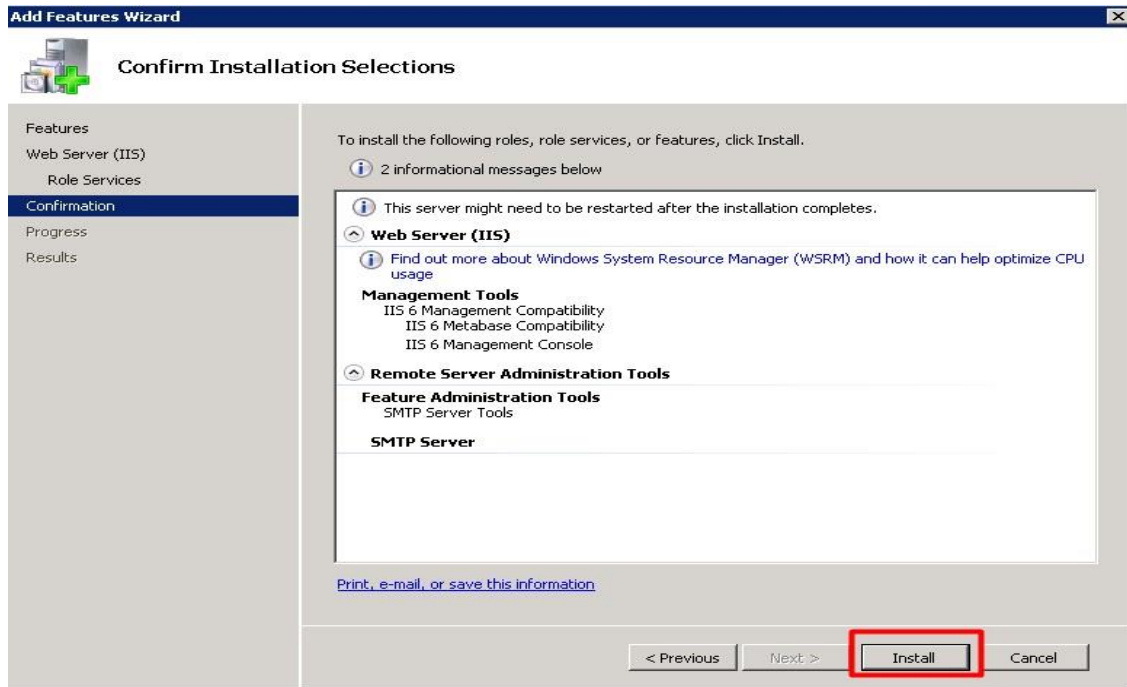 Add Features Wizard
Confirm Installation Selections
Features
Web Server (IIS)
Role Services
Confirmation
Progress
Results
To install the following roles, role services, or features, click Install.
2 informational messages below
This server might need to be restarted after the installation completes.
Web Server (IIS)
Find out more about Windows System Resource Manager (WSRM) and how it can help optimize CPU
usage
Management Tools
IIS 6 Management Compatibility
IIS 6 Metabase Compatibility
IIS 6 Management Console
Remote Server Administration Tools
Feature Administration Tools
SMTP Server Tools
SMTP Server
Print, e-mail, or save this information
< Previous
Next >
Install
Cancel